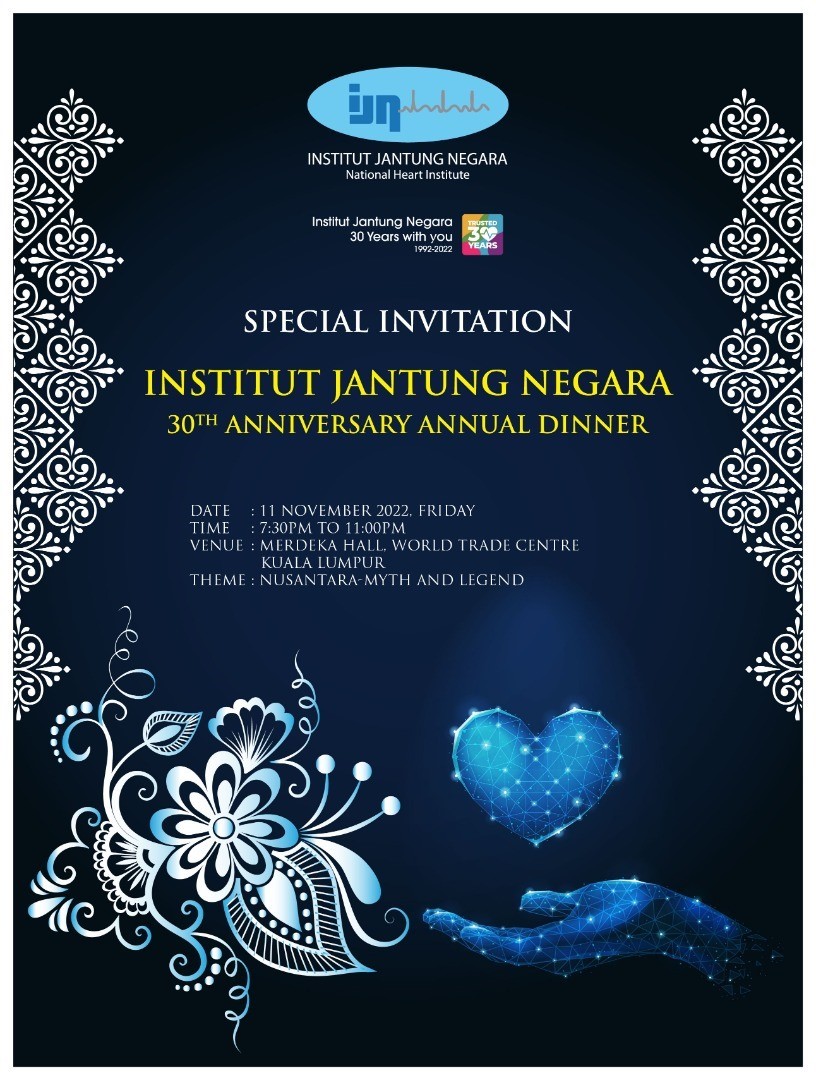 ijn
INSTITUT JANTUNG NEGARA
National Heart Institute
Institut Jantung Negara
30 Years with you
1992-2022
TRUSTED
30
YEARS
SPECIAL INVITATION
INSTITUT JANTUNG NEGARA
30TH ANNIVERSARY ANNUAL DINNER
DATE : 11 NOVEMBER 2022, FRIDAY
TIME : 7:30PM TO 11:00PM
VENUE : MERDEKA HALL, WORLD TRADE CENTRE
KUALA LUMPUR
THEME : NUSANTARA-MYTH AND LEGEND